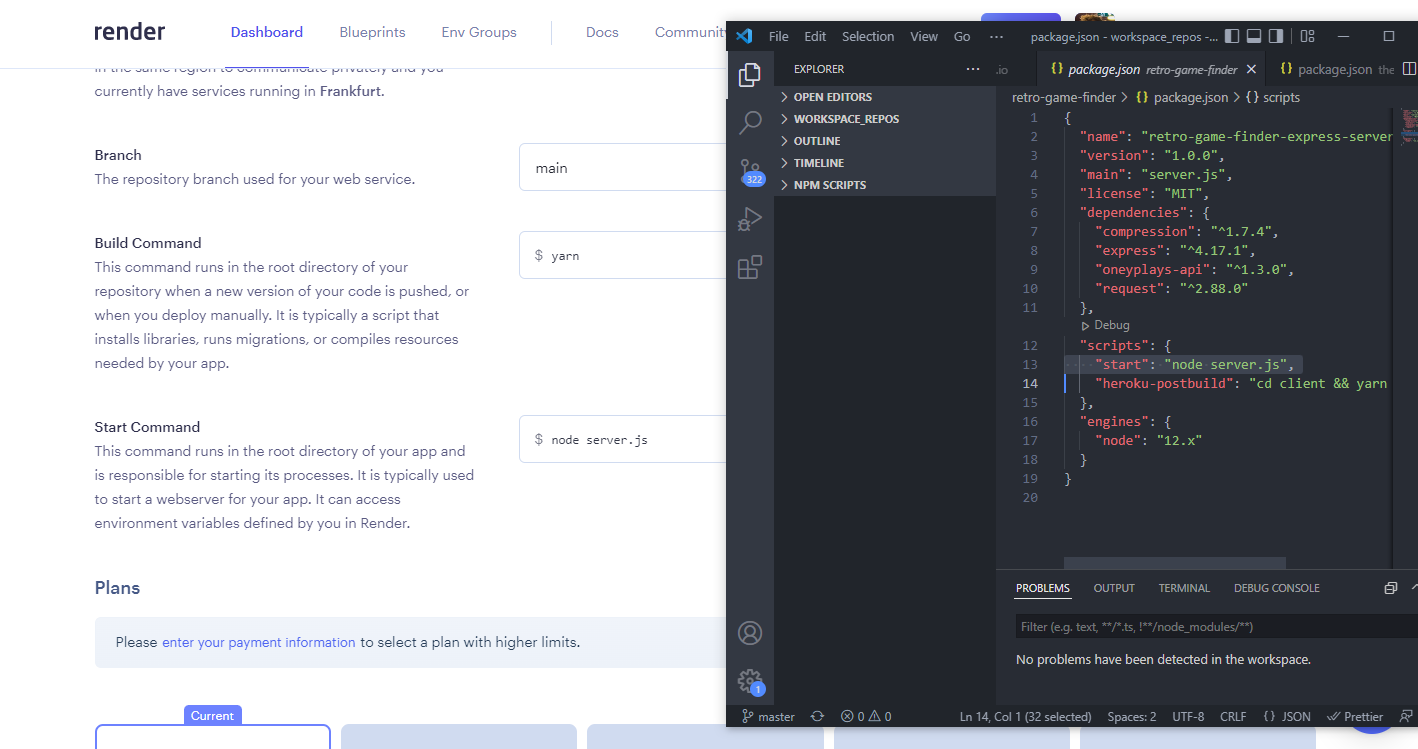 render
Dashboard
Blueprints
Env Groups
Docs
Community
in the same region to communicate privately and you
currently have services running in Frankfurt.
Branch
The repository branch used for your web service.
main
Build Command
This command runs in the root directory of your
repository when a new version of your code is pushed, or
when you deploy manually. It is typically a script that
installs libraries, runs migrations, or compiles resources
needed by your app.
$ yarn
Start Command
This command runs in the root directory of your app and
is responsible for starting its processes. It is typically used
to start a webserver for your app. It can access
environment variables defined by you in Render.
$ node server.js
Plans
Please enter your payment information to select a plan with higher limits.
Current
File Edit Selection View Go ··· package.json - workspace_repos -...
EXPLORER ···
OPEN EDITORS
WORKSPACE_REPOS
OUTLINE
TIMELINE
NPM SCRIPTS
322
1
.io
{} package.json retro-game-finder
{} package.json the
retro-game-finder > {} package.json > {} scripts
1 {
2 "name": "retro-game-finder-express-server
3 "version": "1.0.0",
4 "main": "server.js",
5 "license": "MIT",
6 "dependencies": {
7 "compression": "^1.7.4",
8 "express": "^4.17.1",
9 "oneyplays-api": "^1.3.0",
10 "request": "^2.88.0"
11 },
Debug
12 "scripts": {
13 "start": "node server.js",
14 "heroku-postbuild": "cd client && yarn
15 },
16 "engines": {
17 "node": "12.x"
18 }
19 }
20
PROBLEMS OUTPUT TERMINAL DEBUG CONSOLE
Filter (e.g. text, **/*.ts, !**/node_modules/**)
No problems have been detected in the workspace.
master 0 0 Ln 14, Col 1 (32 selected) Spaces: 2 UTF-8 CRLF {} JSON Prettier